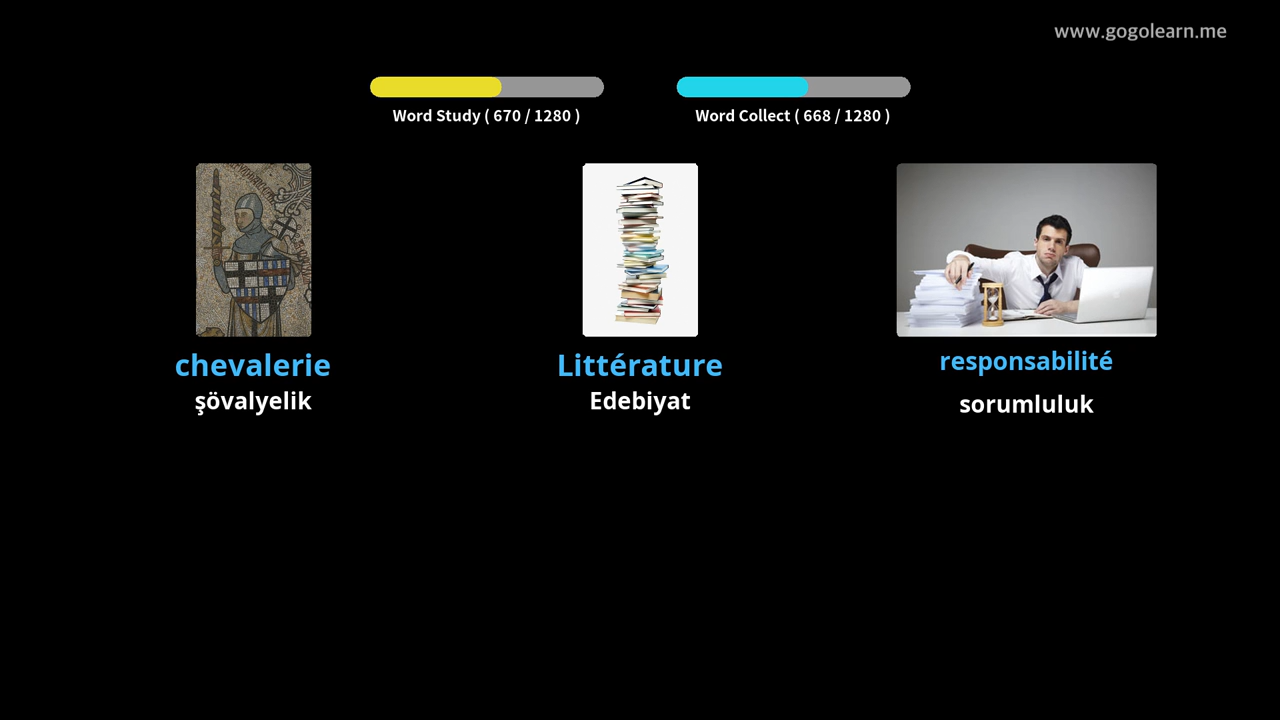 www.gogolearn.me
Word Study ( 670 / 1280 )
Word Collect ( 668 / 1280 )
chevalerie
şövalyelik
Littérature
Edebiyat
responsabilité
sorumluluk